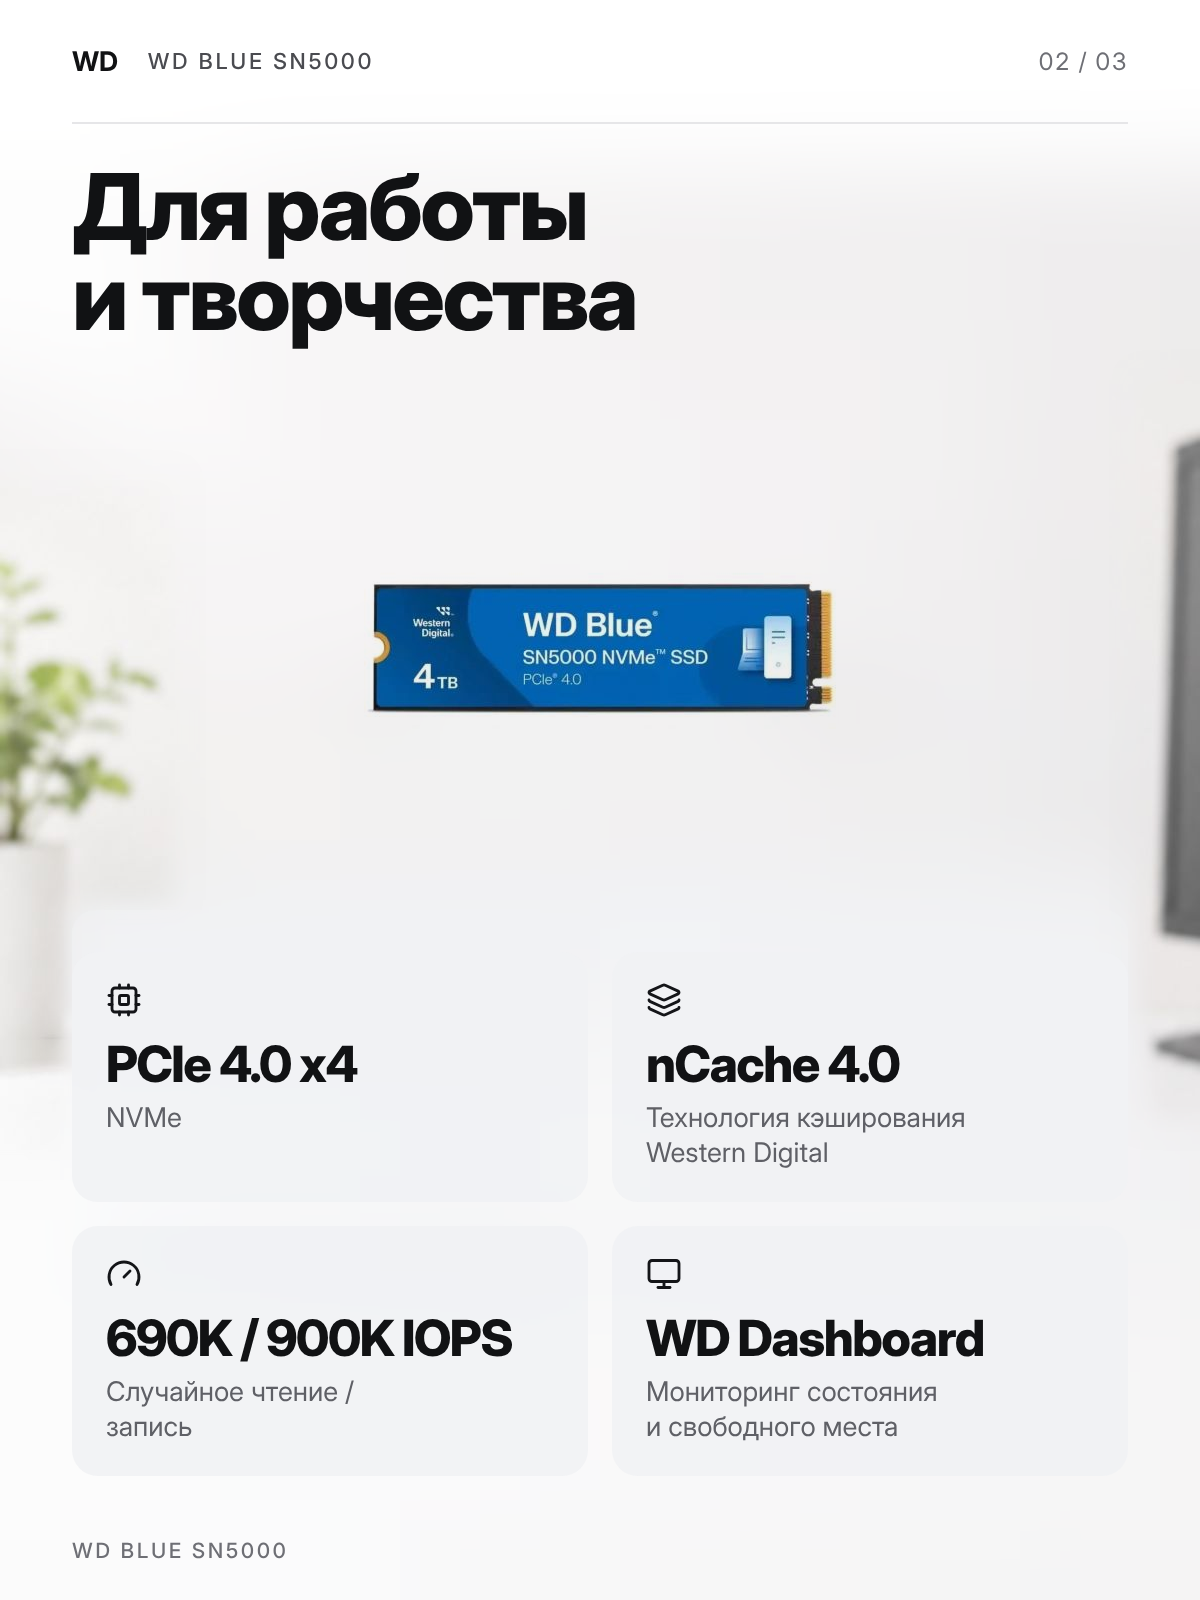 WD WD BLUE SN5000 02 / 03
Для работы
и творчества
Western
Digital.
4 TB
WD Blue®
SN5000 NVMe™ SSD
PCIe® 4.0
PCIe 4.0 x4
NVMe
nCache 4.0
Технология кэширования
Western Digital
690K / 900K IOPS
Случайное чтение /
запись
WD Dashboard
Мониторинг состояния
и свободного места
WD BLUE SN5000